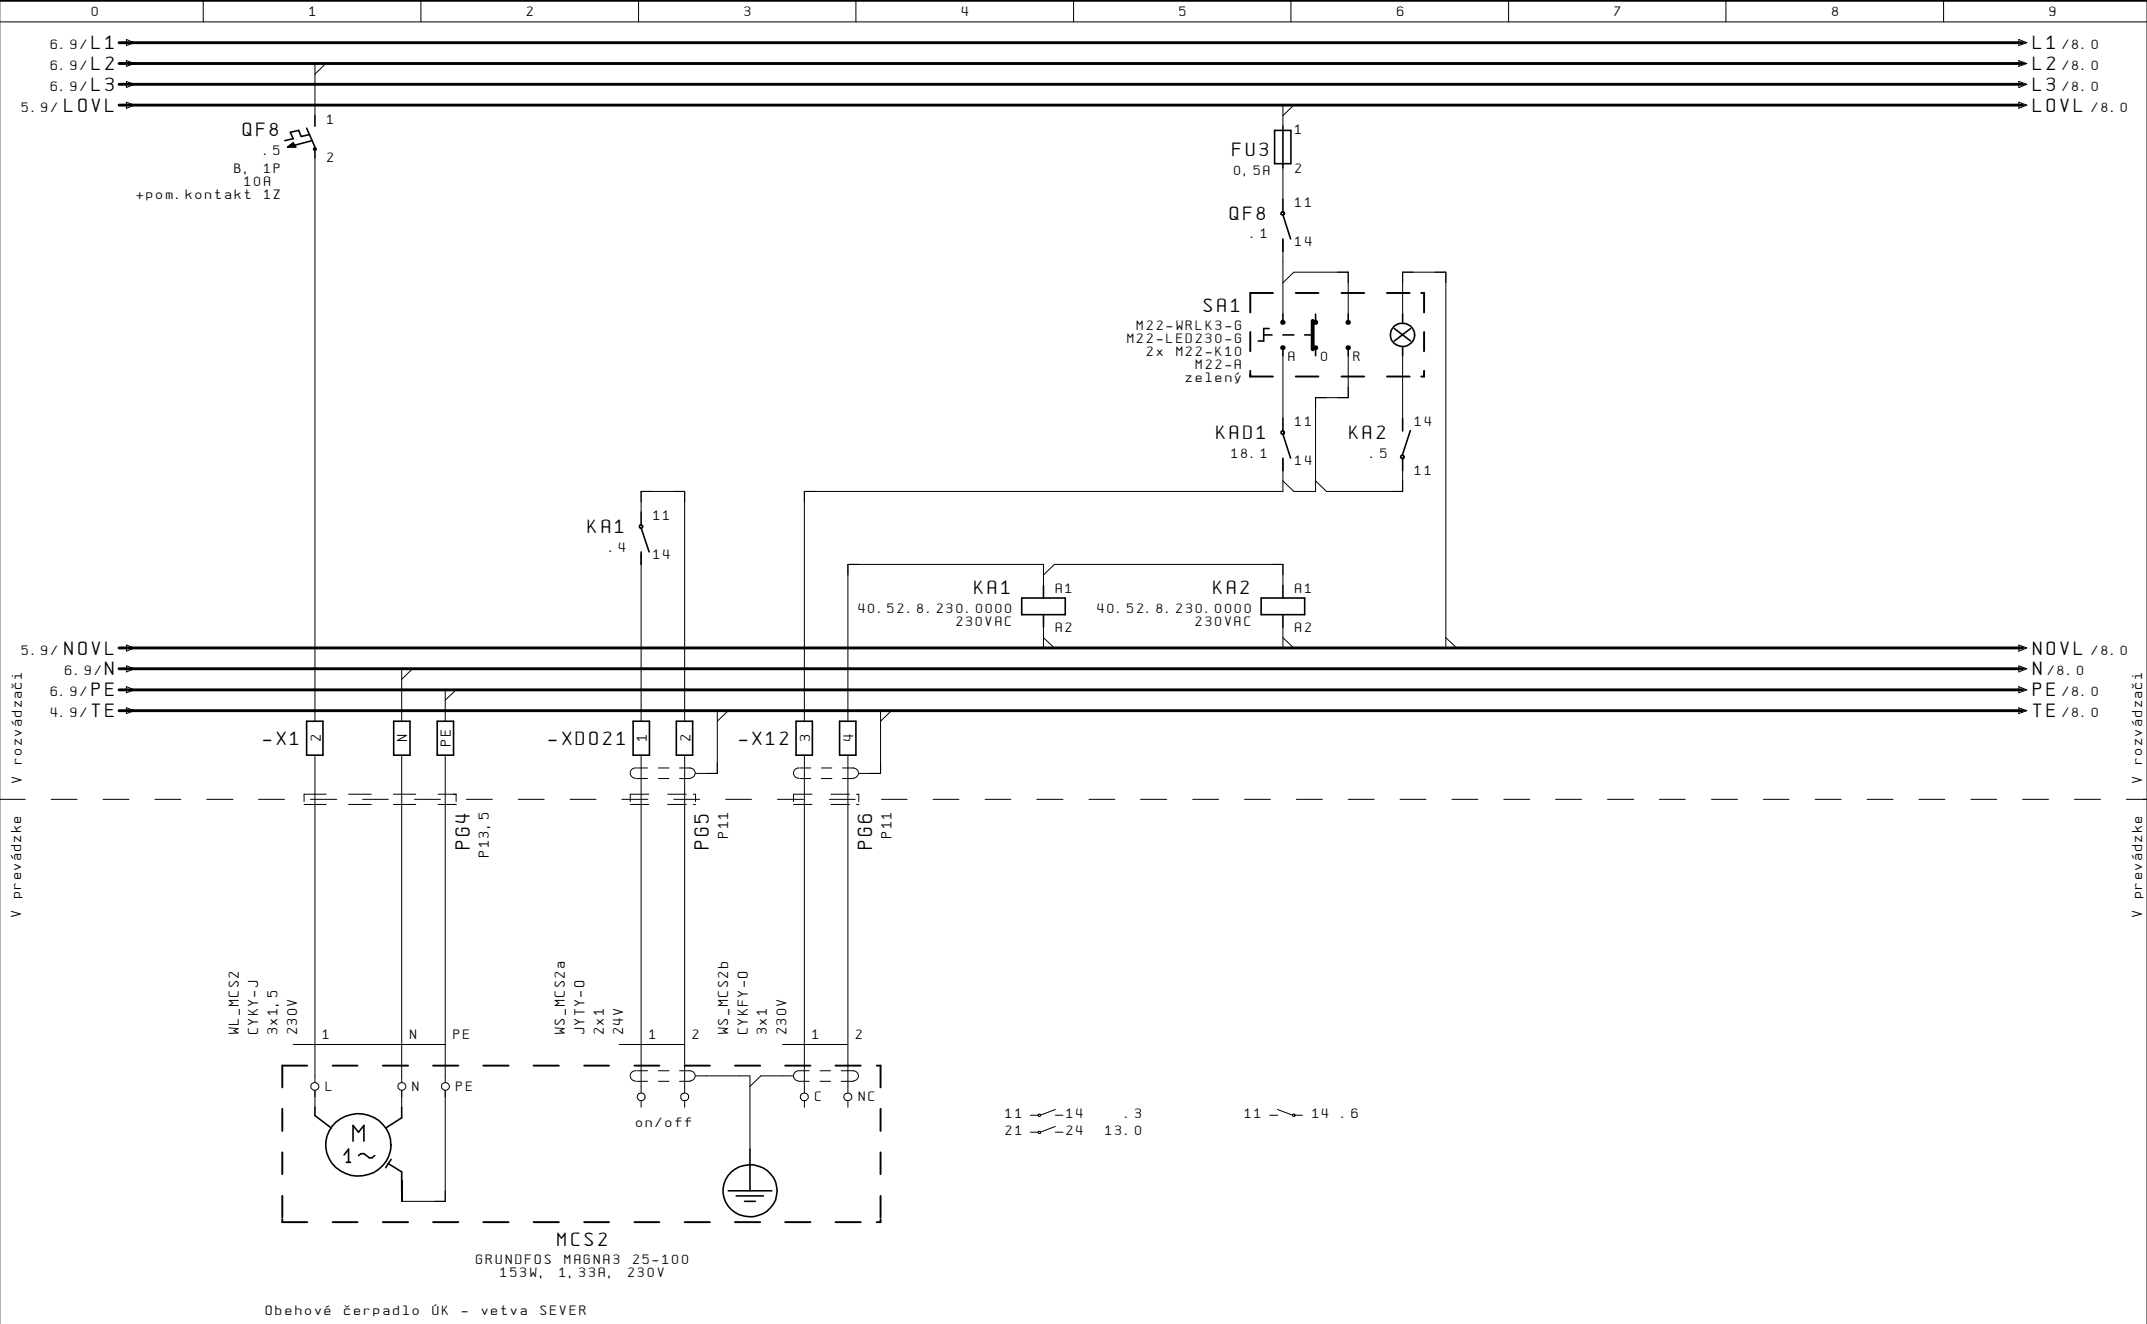 0 1 2 3 4 5 6 7 8 9
6.9/L1 L1/8.0
6.9/L2 L2/8.0
6.9/L3 L3/8.0
5.9/LOVL LOVL/8.0
QF8
.5
B, 1P
10A
+pom.kontakt 1Z
1
2
FU3
0,5A
1
2
QF8
.1
11
14
SA1
M22-WRLK3-G
M22-LED230-G
2x M22-K10
M22-A
zelený
A 0 R
KAD1
18.1
11
14
KA2
.5
14
11
KA1
.4
11
14
KA1
40.52.8.230.0000
230VAC
A1
A2
KA2
40.52.8.230.0000
230VAC
A1
A2
5.9/NOVL NOVL/8.0
6.9/N N/8.0
6.9/PE PE/8.0
4.9/TE TE/8.0
V rozvádzači
V rozvádzači
-X1 2 N PE
-XDO21 1 2
-X12 3 4
V prevádzke
V prevádzke
PG4
P13,5
PG5
P11
PG6
P11
WL_MCS2
CYKY-J
3x1,5
230V
1 N PE
WS_MCS2a
JYTY-O
2x1
24V
1 2
WS_MCS2b
CYKFY-O
3x1
230V
1 2
L N PE
C NC
on/off
M
1~
11 14 .3
21 24 13.0
11 14 .6
MCS2
GRUNDFOS MAGNA3 25-100
153W, 1,33A, 230V
Obehové čerpadlo ÚK - vetva SEVER